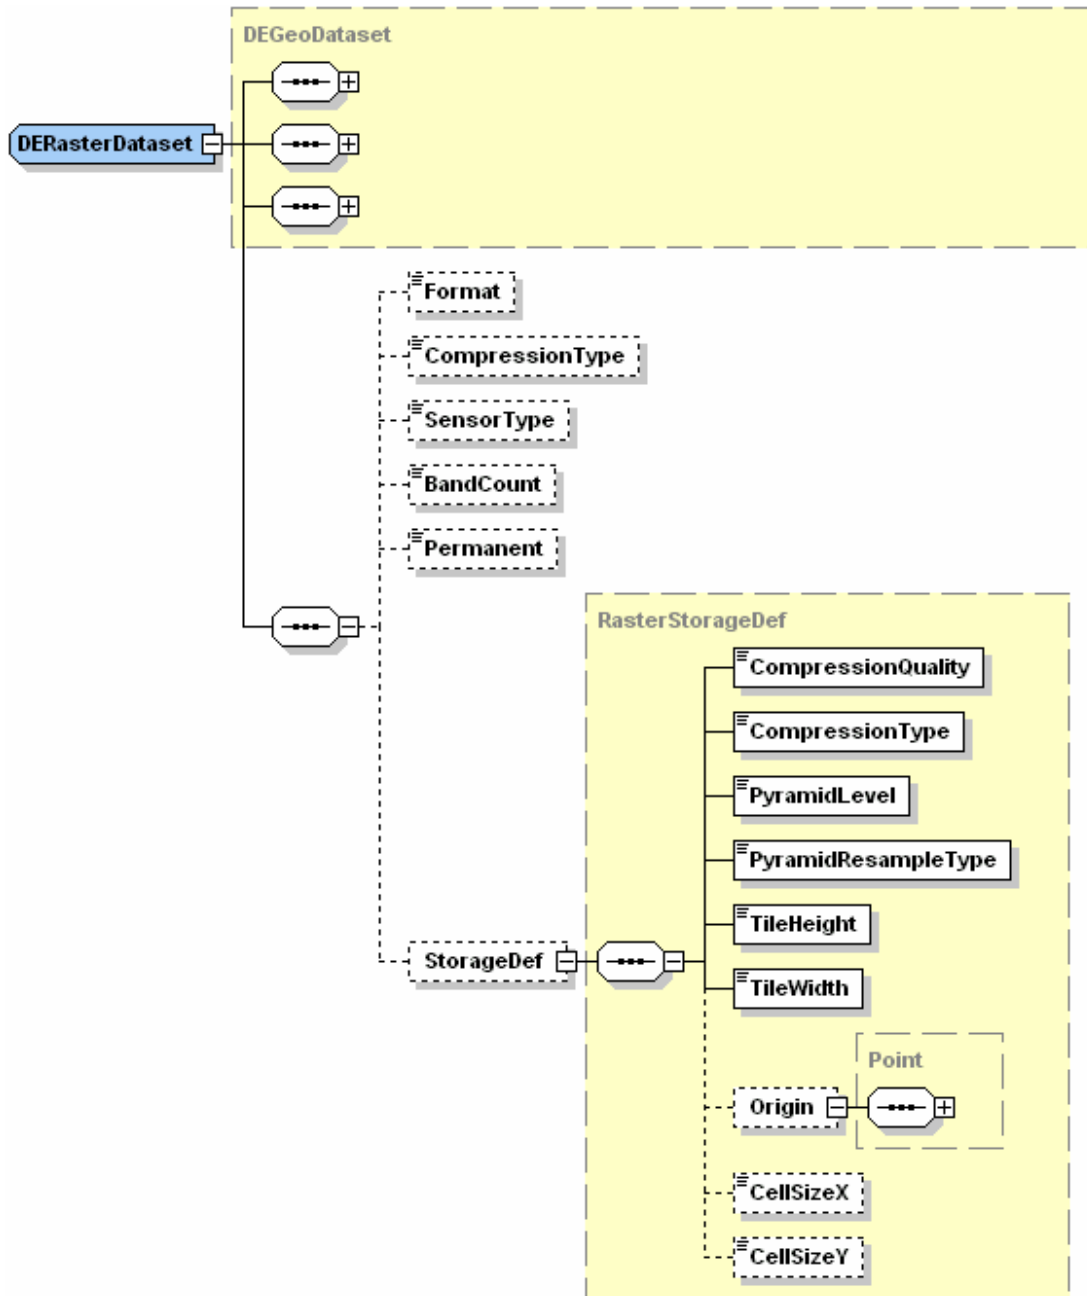 DEGeoDataset
DERasterDataset
Format
CompressionType
SensorType
BandCount
Permanent
RasterStorageDef
CompressionQuality
CompressionType
PyramidLevel
PyramidResampleType
TileHeight
StorageDef
TileWidth
Point
Origin
CellSizeX
CellSizeY